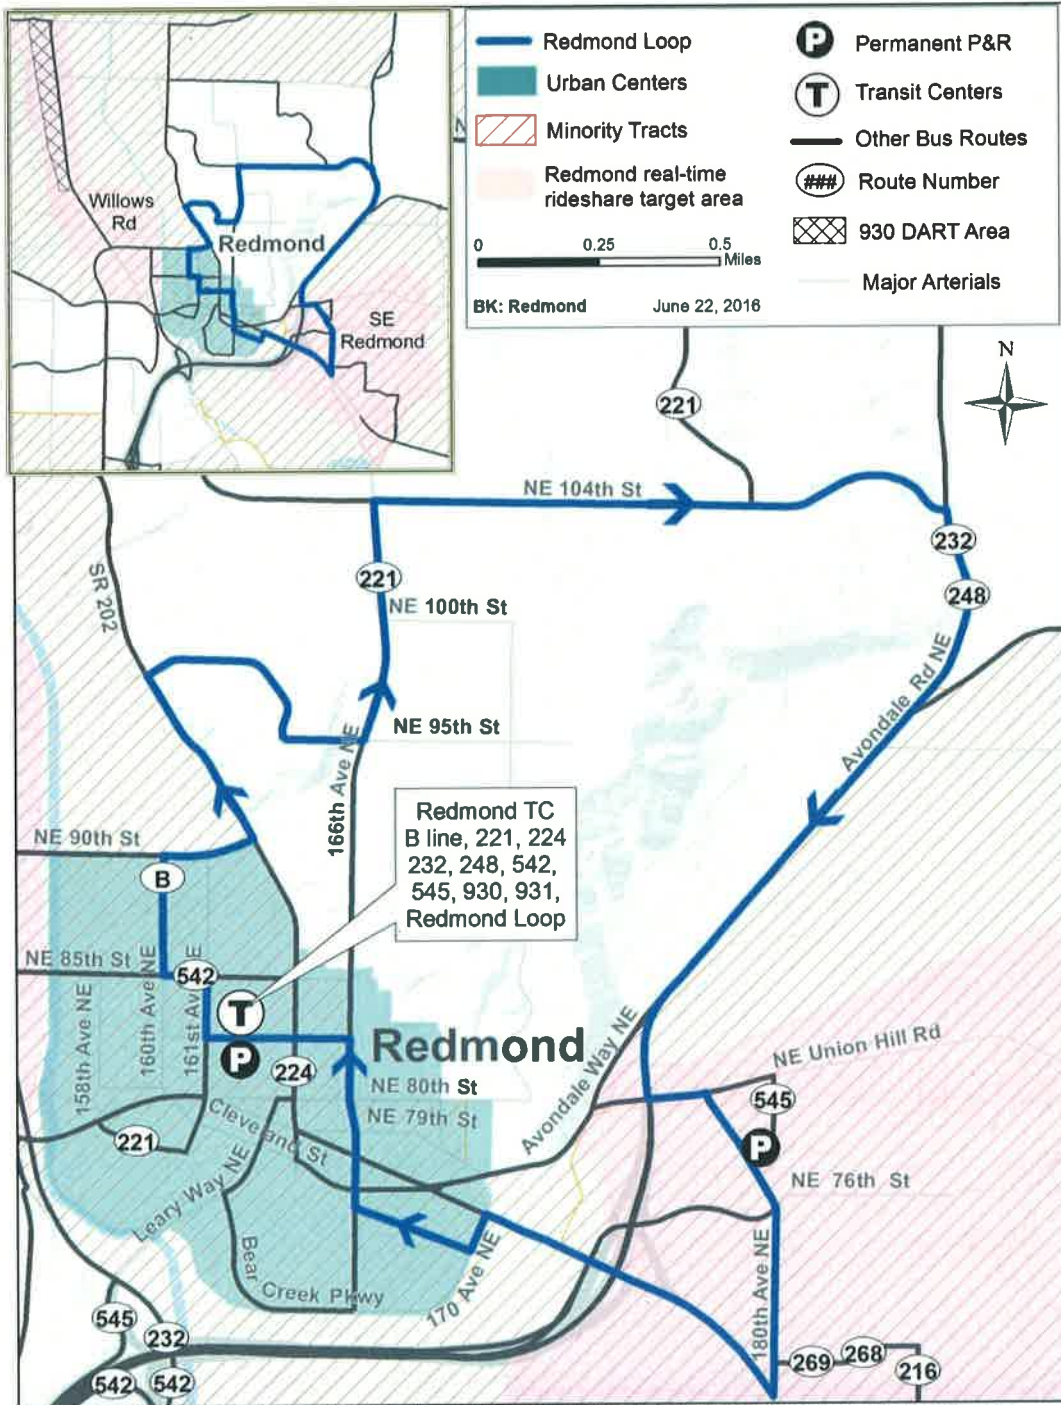 Willows
Rd
Redmond
SE
Redmond
Redmond Loop
Urban Centers
Minority Tracts
Redmond real-time
rideshare target area
0 0.25 0.5
Miles
BK: Redmond June 22, 2016
P Permanent P&R
T Transit Centers
Other Bus Routes
### Route Number
930 DART Area
Major Arterials
N
221
NE 104th St
232
SR 202
221
248
NE 100th St
Avondale Rd NE
NE 95th St
166th Ave NE
Redmond TC
B line, 221, 224
232, 248, 542,
545, 930, 931,
Redmond Loop
NE 90th St
B
NE 85th St
542
158th Ave NE
160th Ave NE
161st Ave NE
T
P
Redmond
224
NE 80th St
NE 79th St
Avondale Way NE
NE Union Hill Rd
545
P
NE 76th St
221
Cleveland St
Leary Way NE
Bear
Creek Pkwy
170 Ave NE
180th Ave NE
545
232
542
542
269
268
216